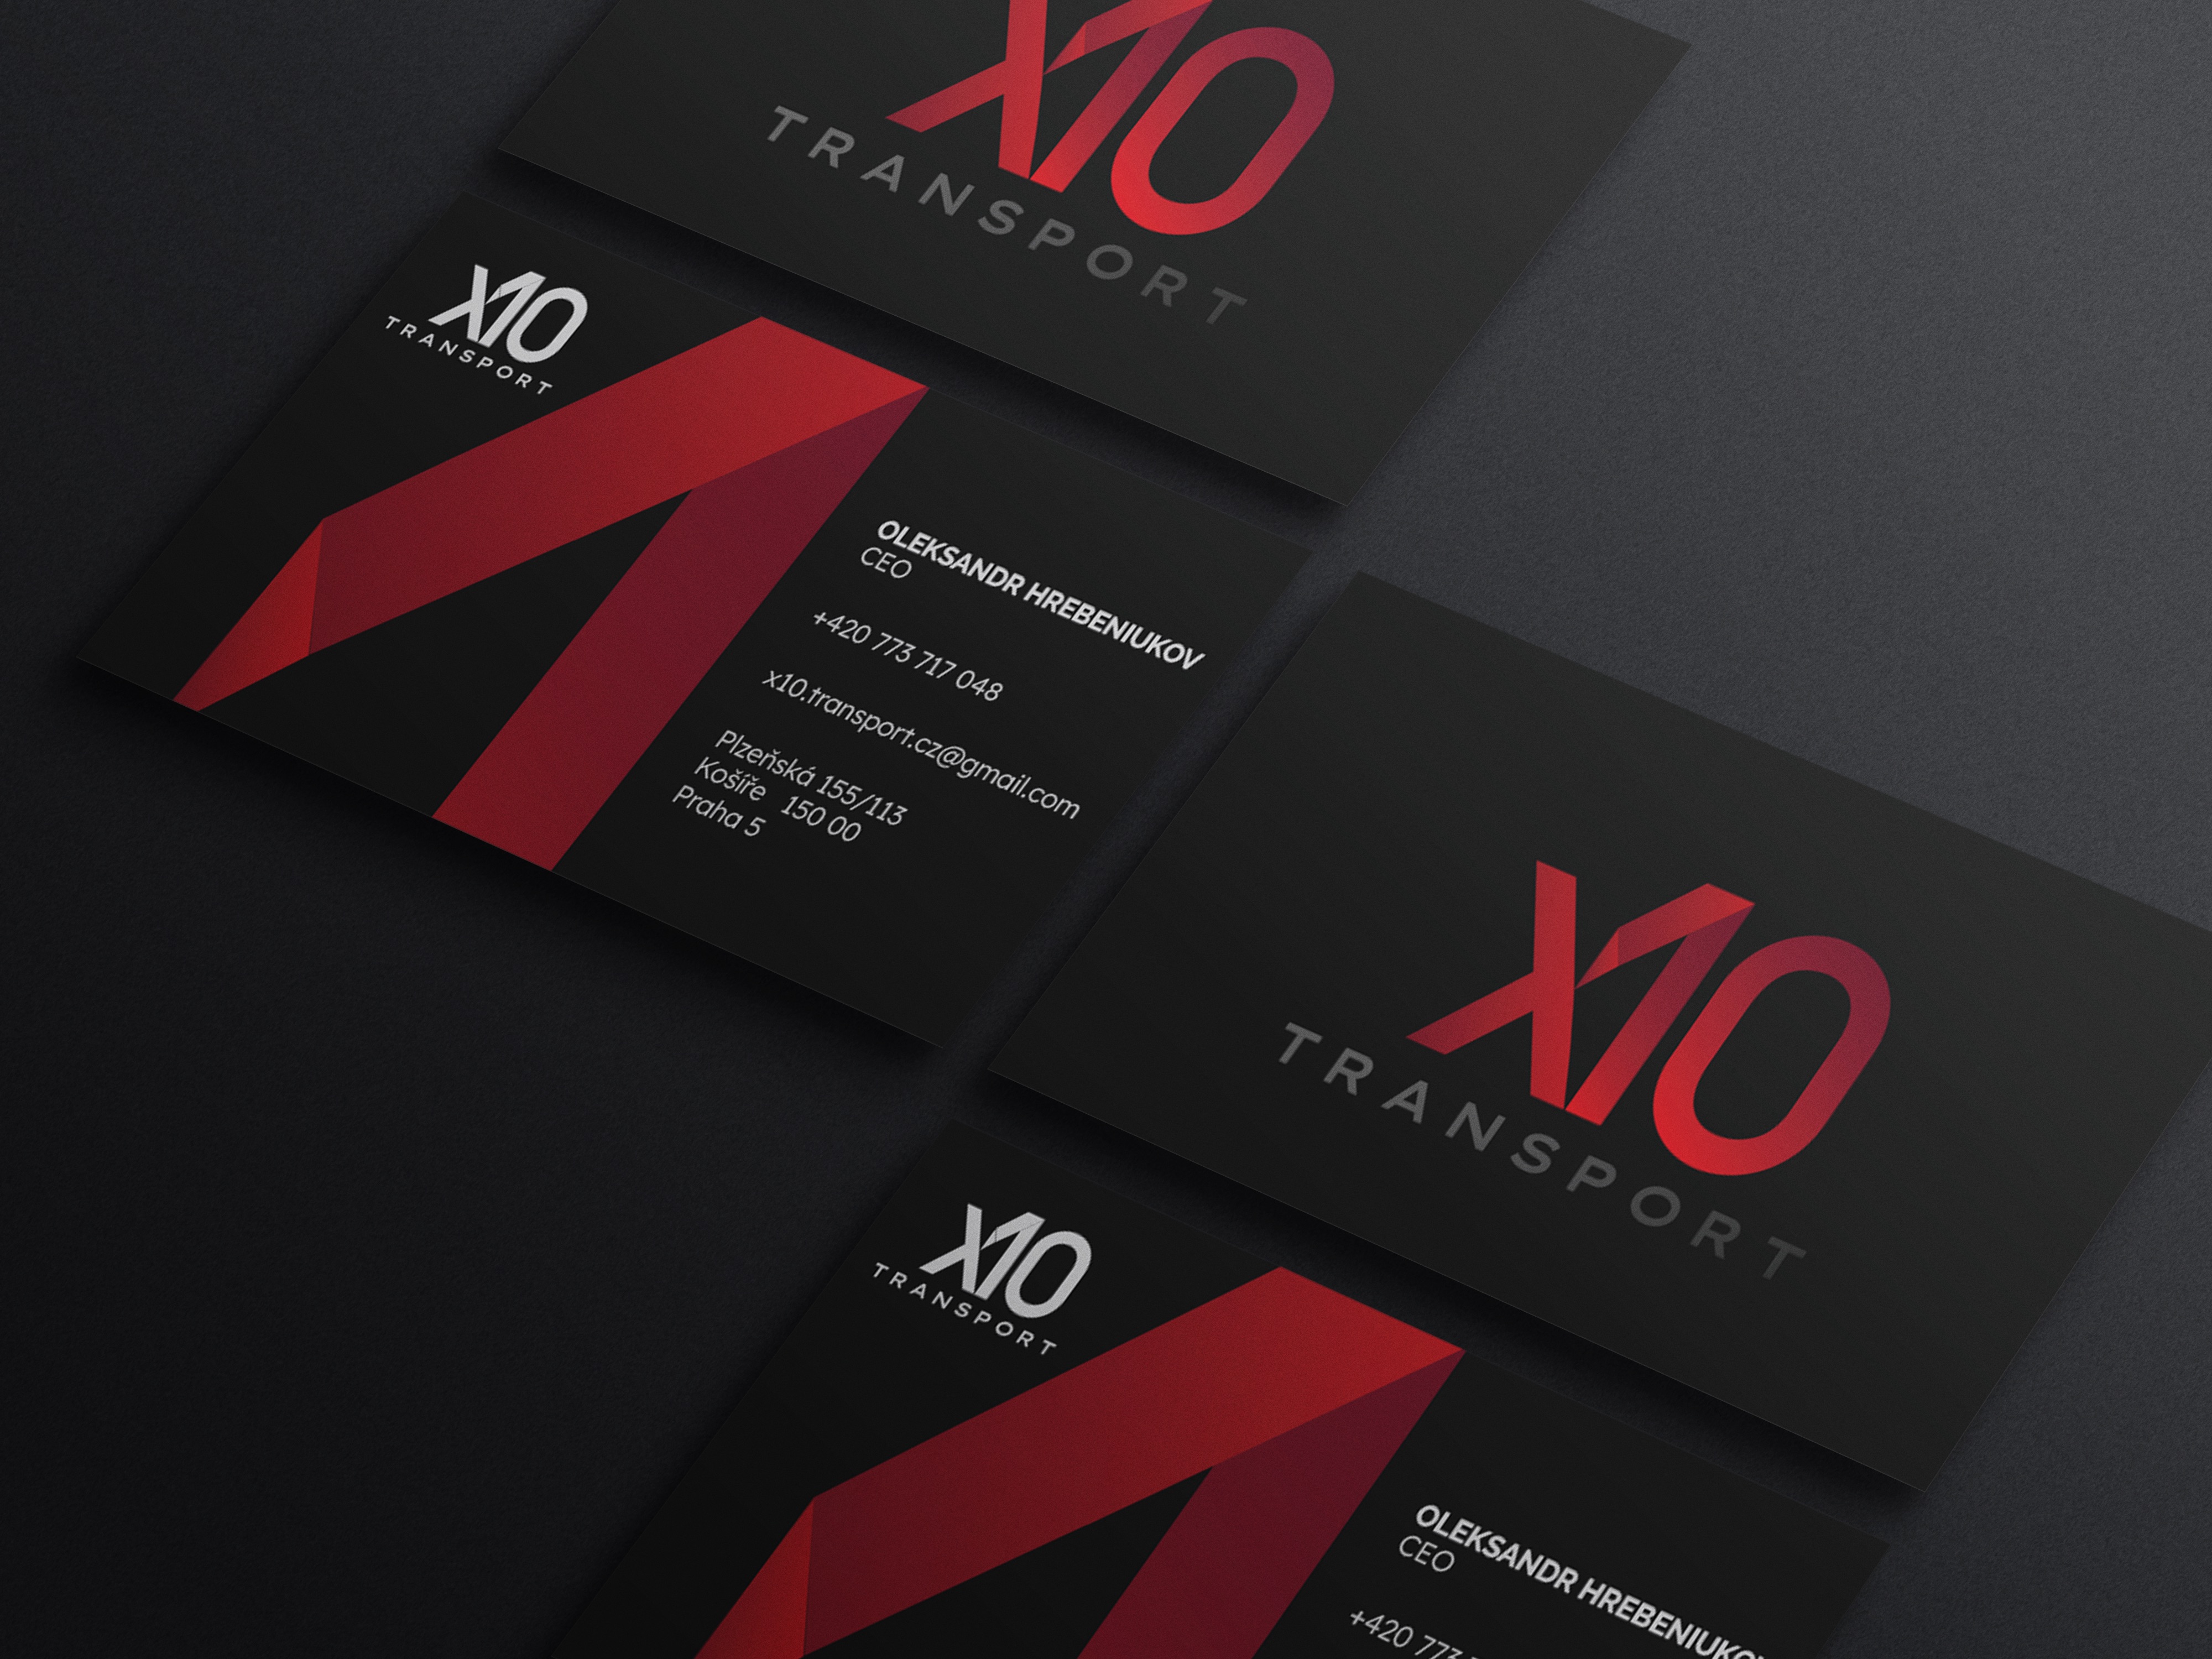 X10
TRANSPORT
X10
TRANSPORT
OLEKSANDR HREBENIUKOV
CEO
+420 773 717 048
x10.transport.cz@gmail.com
Plzeňská 155/113
Košíře 150 00
Praha 5
X10
TRANSPORT
X10
TRANSPORT
OLEKSANDR HREBENIUKOV
CEO
+420 773